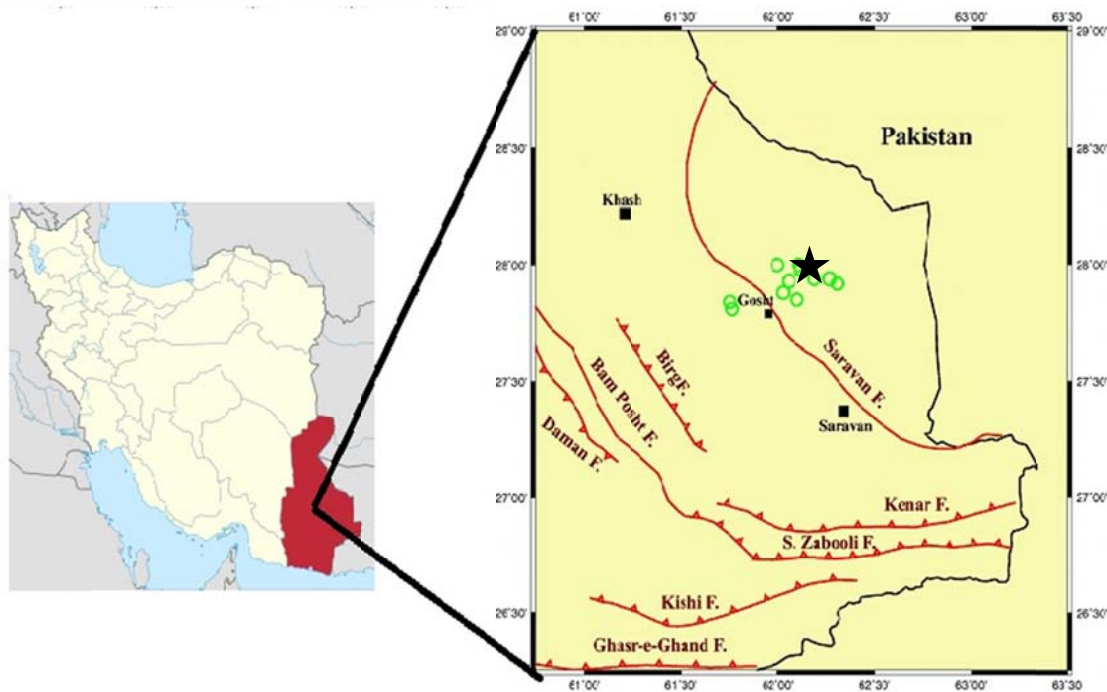 61°00' 61°30' 62°00' 62°30' 63°00' 63°30'
29°00'
28°30'
28°00'
27°30'
27°00'
26°30'
29°00'
28°30'
28°00'
27°30'
27°00'
26°30'
Pakistan
Khash
Gosht
Saravan F.
Birg F.
Bam Posht F.
Daman F.
Saravan
Kenar F.
S. Zabooli F.
Kishi F.
Ghasr-e-Ghand F.
61°00' 61°30' 62°00' 62°30' 63°00' 63°30'